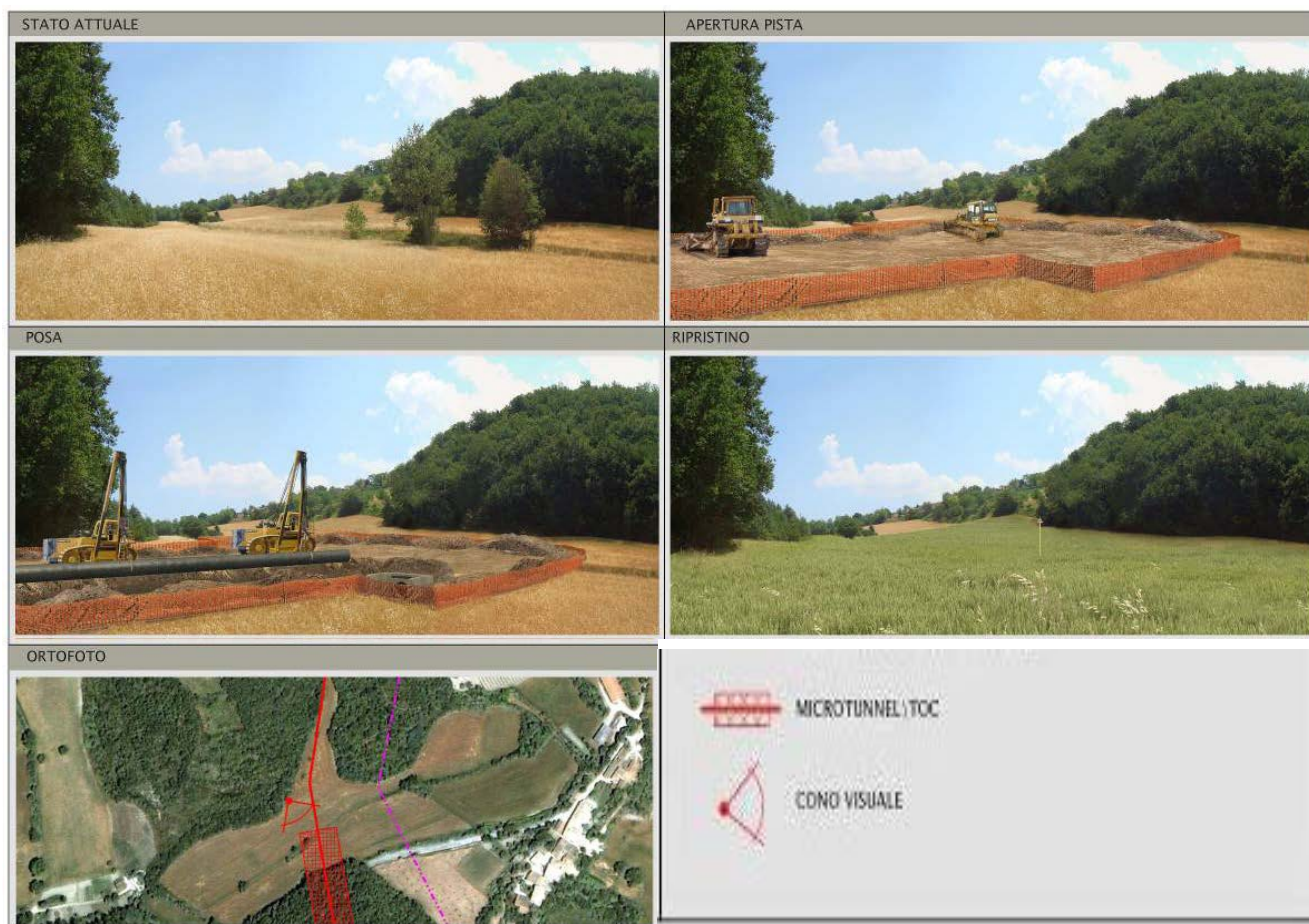 STATO ATTUALE
APERTURA PISTA
POSA
RIPRISTINO
ORTOFOTO
MICROTUNNEL\TOC
CONO VISUALE